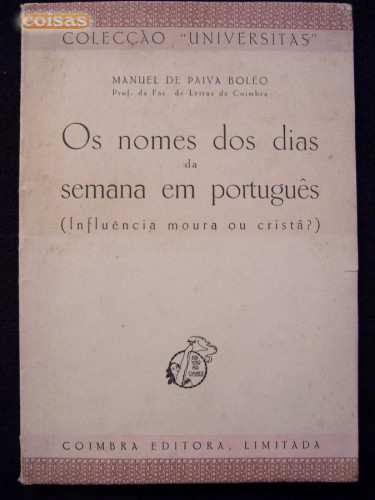 coisas
COLECÇÃO "UNIVERSITAS"
MANUEL DE PAIVA BOLÉO
Prof. da Fac. de Letras de Coimbra
Os nomes dos dias
da
semana em português
(Influência moura ou cristã?)
COIMBRA EDITORA, LIMITADA